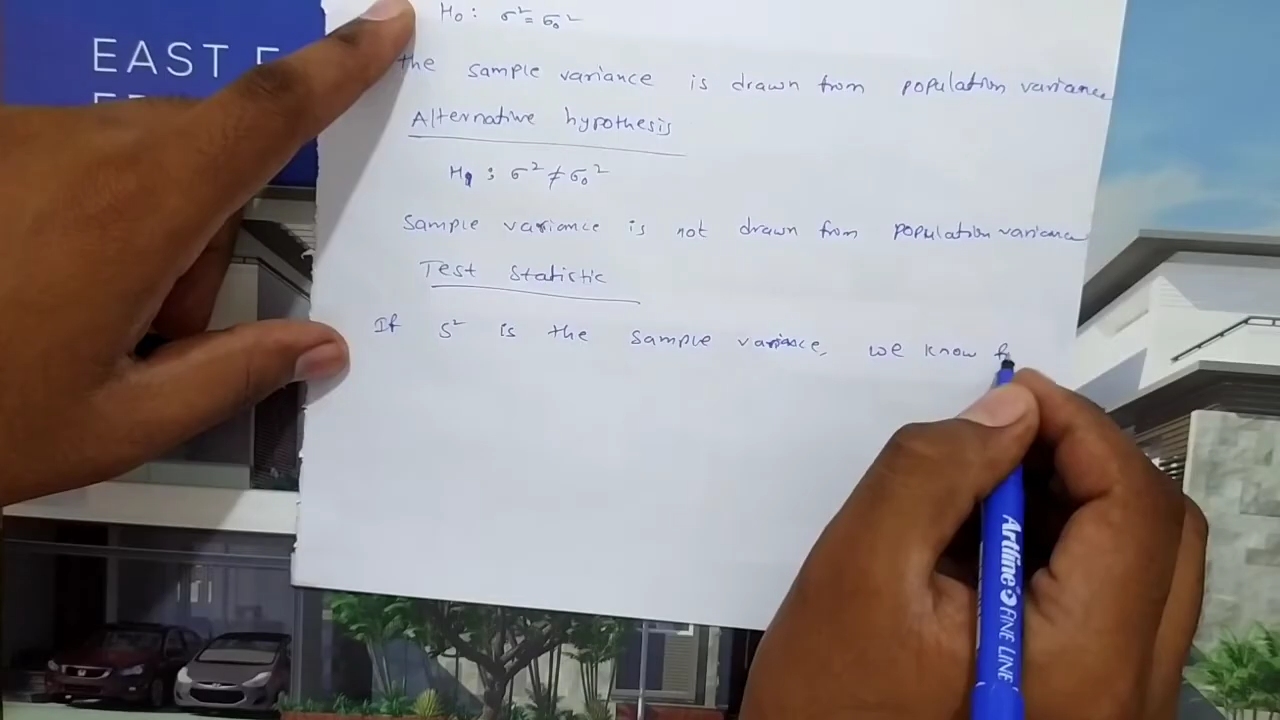 EAST F
H₀ : σ² = σ₀²
the sample variance is drawn from population variance
Alternative hypothesis
H₁ : σ² ≠ σ₀²
Sample variance is not drawn from population variance
Test statistic
If S² is the sample variance, we know
Artline FINE LINE